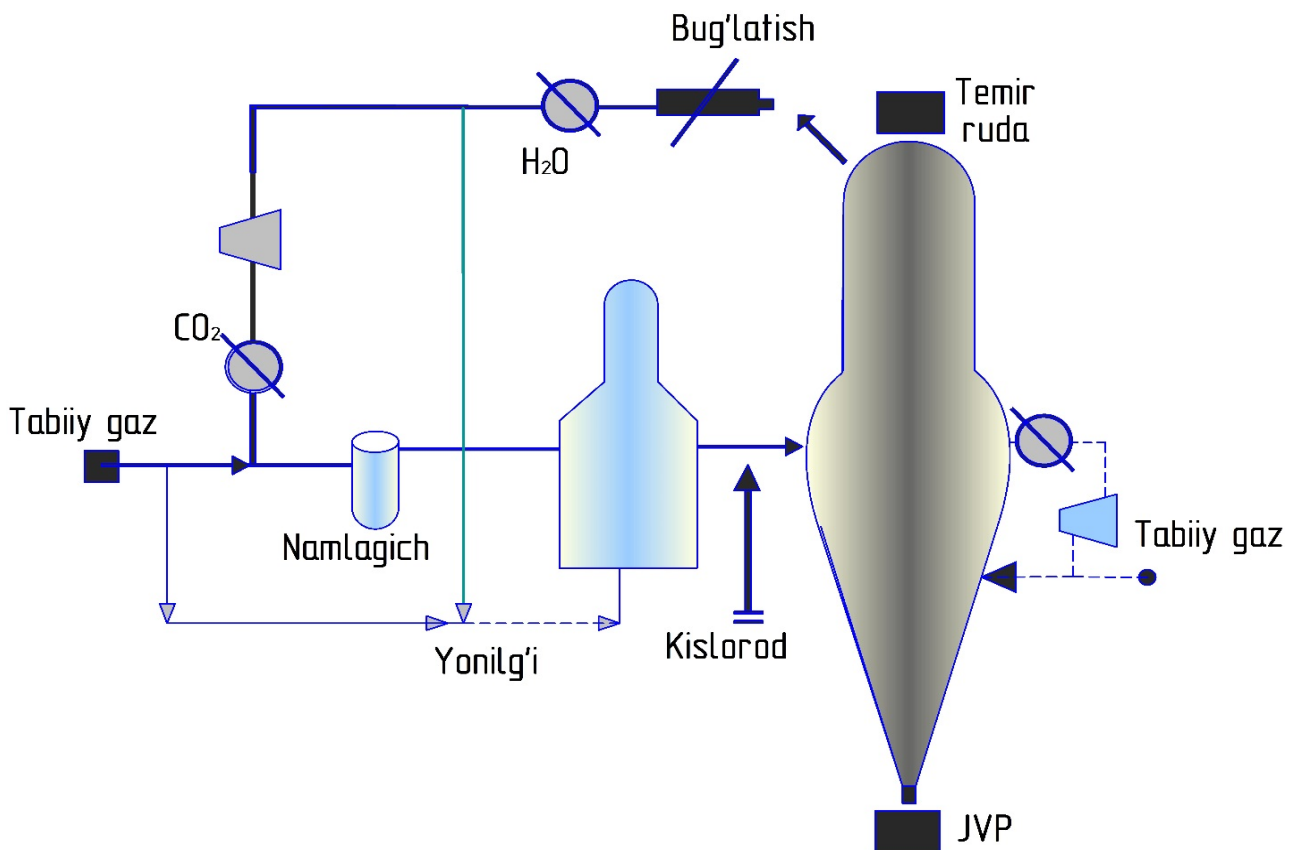 Bug'latish
Temir
ruda
H₂O
CO₂
Tabiiy gaz
Namlagich
Tabiiy gaz
Kislorod
Yonilg'i
JVP